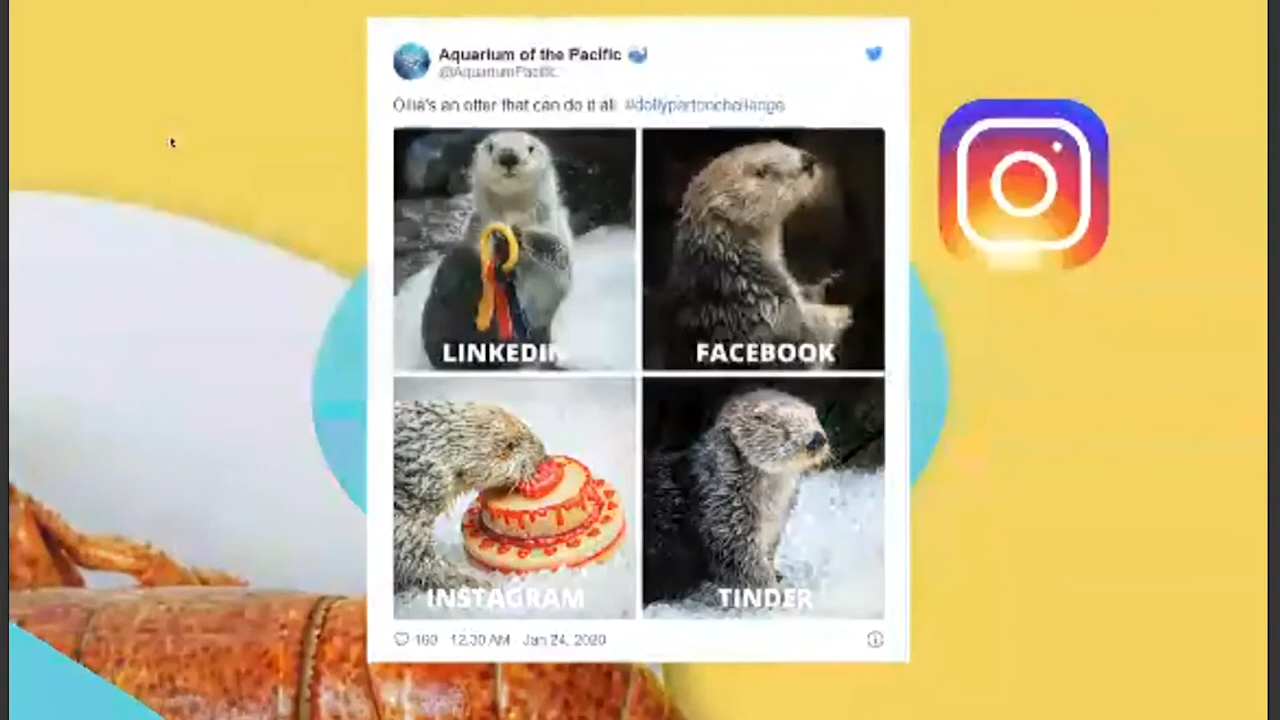 Aquarium of the Pacific
@AquariumPacific
Ollie's an otter that can do it all #dollypartonchallenge
LINKEDIN
FACEBOOK
INSTAGRAM
TINDER
160 12:30 AM Jan 24, 2020